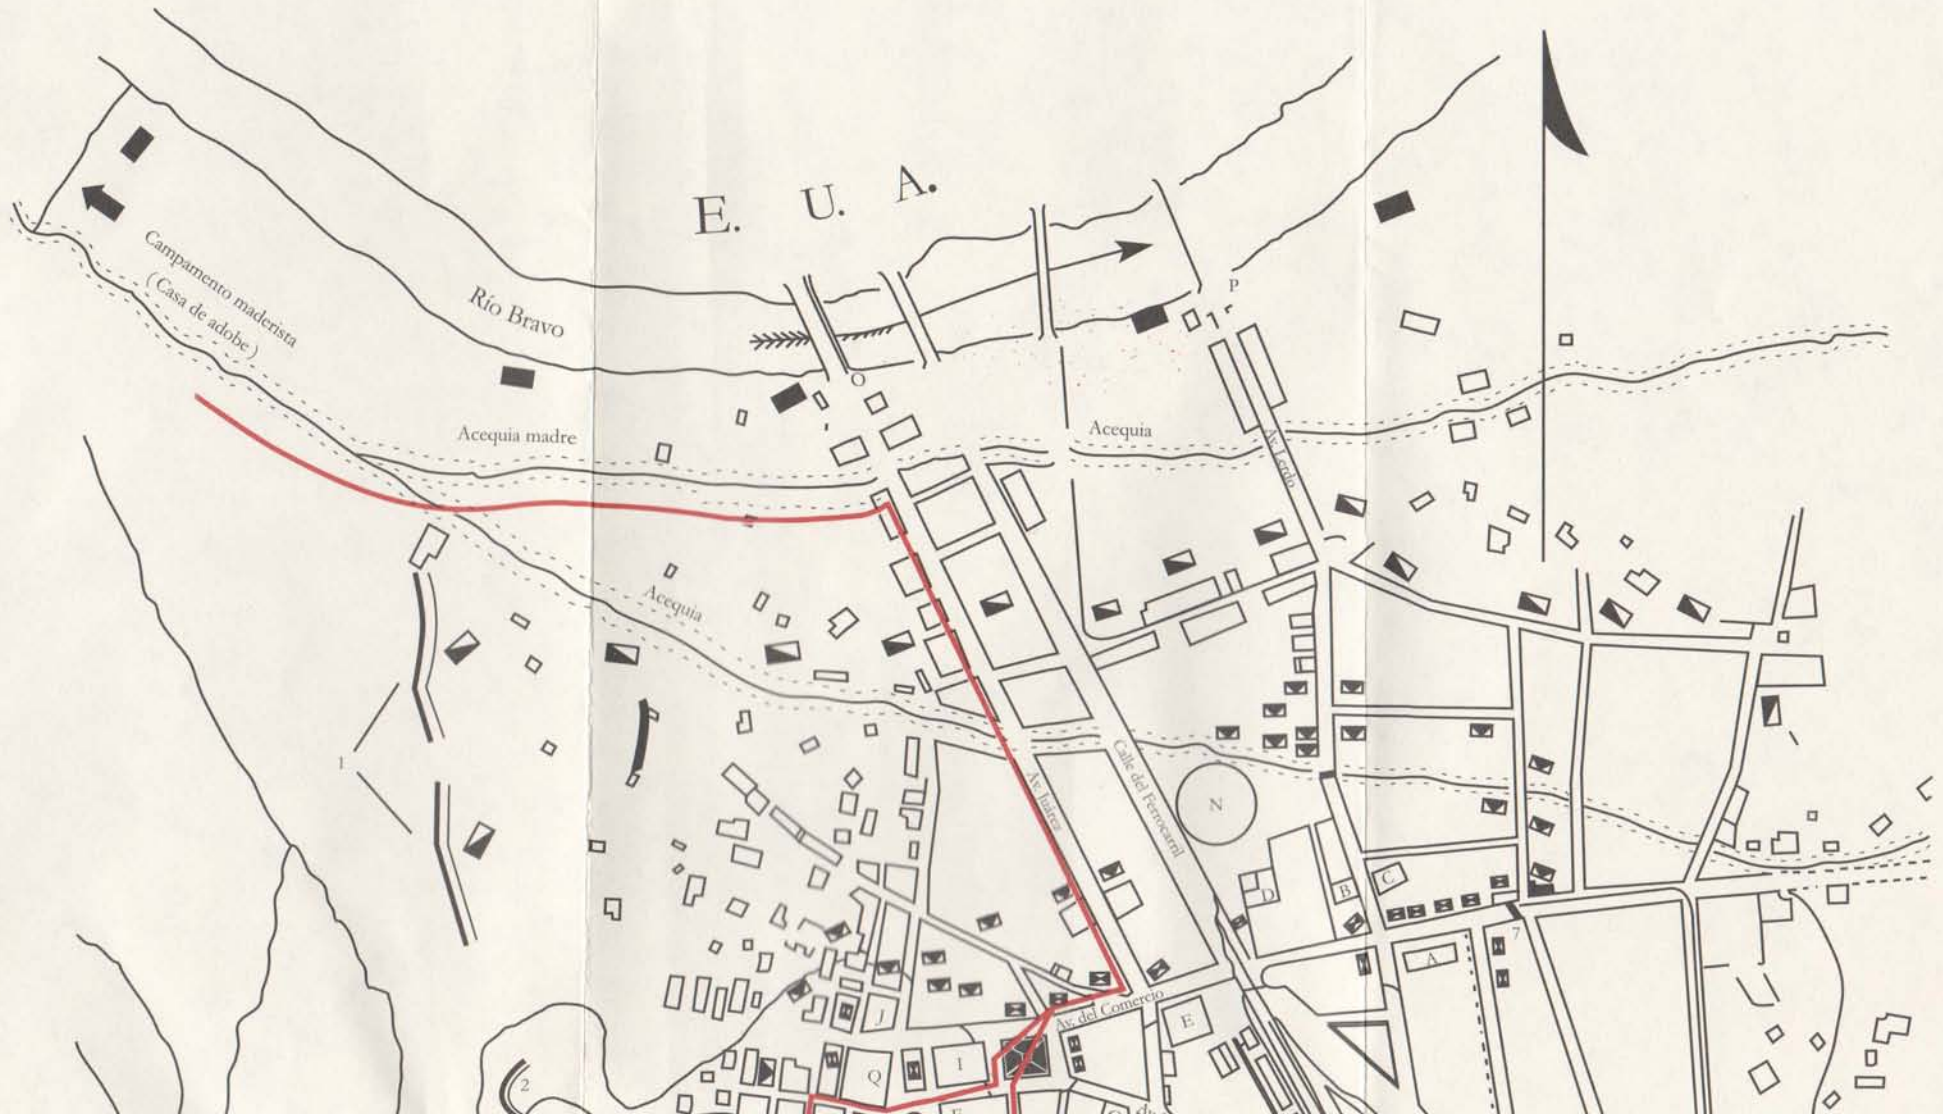 E. U. A.
Campamento maderista
(Casa de adobe)
Río Bravo
P
O
Acequia madre
Acequia
Av. Lerdo
Acequia
1
Av. Juárez
Calle del Ferrocarril
N
D
B
C
7
A
J
Av. del Comercio
E
I
Q
2